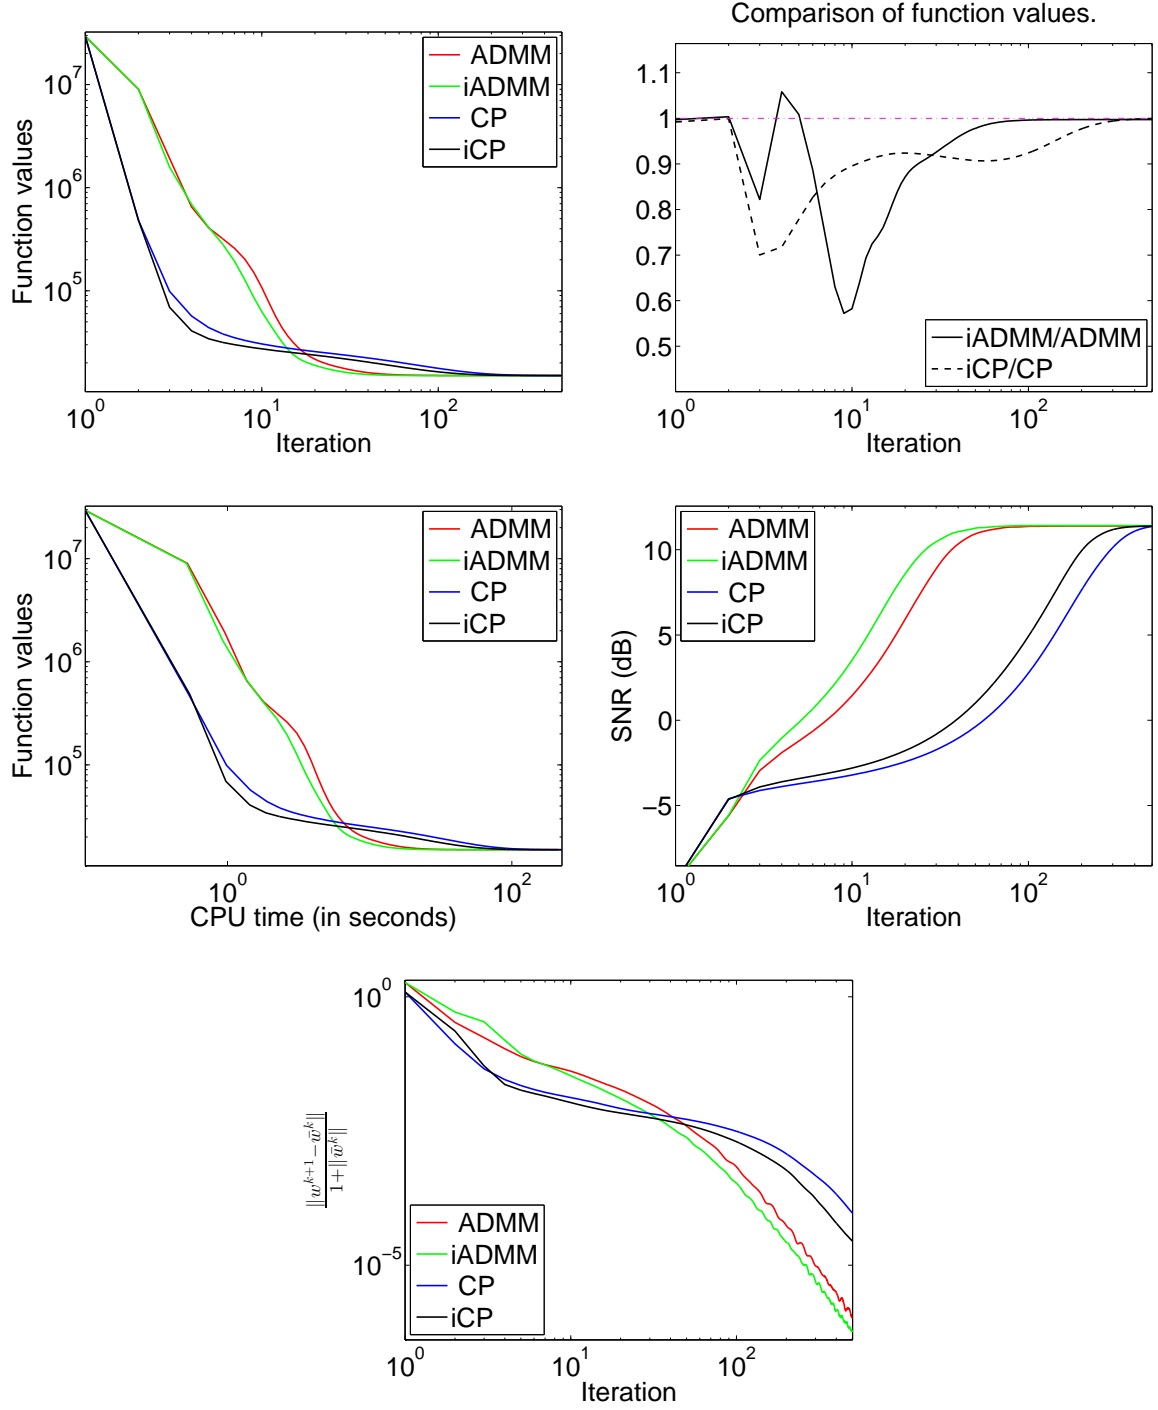 Function values
10^7
10^6
10^5
10^0
10^1
10^2
Iteration
ADMM
iADMM
CP
iCP
Comparison of function values.
1.1
1
0.9
0.8
0.7
0.6
0.5
10^0
10^1
10^2
Iteration
iADMM/ADMM
iCP/CP
Function values
10^7
10^6
10^5
10^0
10^2
CPU time (in seconds)
ADMM
iADMM
CP
iCP
SNR (dB)
10
5
0
−5
10^0
10^1
10^2
Iteration
ADMM
iADMM
CP
iCP
||w^{k+1} − \bar{w}^k||
1+||\bar{w}^k||
10^0
10^{−5}
10^0
10^1
10^2
Iteration
ADMM
iADMM
CP
iCP